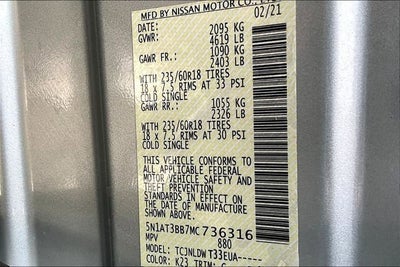 MFD BY NISSAN MOTOR CO.,
DATE: 02/21
GVWR: 2095 KG
4619 LB
GAWR FR.: 1090 KG
2403 LB
WITH 235/60R18 TIRES
18 x 7.5 RIMS AT 33 PSI
COLD SINGLE
GAWR RR.: 1055 KG
2326 LB
WITH 235/60R18 TIRES
18 x 7.5 RIMS AT 30 PSI
COLD SINGLE
THIS VEHICLE CONFORMS TO
ALL APPLICABLE FEDERAL
MOTOR VEHICLE SAFETY AND
THEFT PREVENTION
STANDARDS IN EFFECT ON
THE DATE OF MANUFACTURE
SHOWN ABOVE.
5N1AT3BB7MC736316
MPV 880
MODEL: TCJNLDWT33EUA-----
COLOR:
K23 TRIM: G